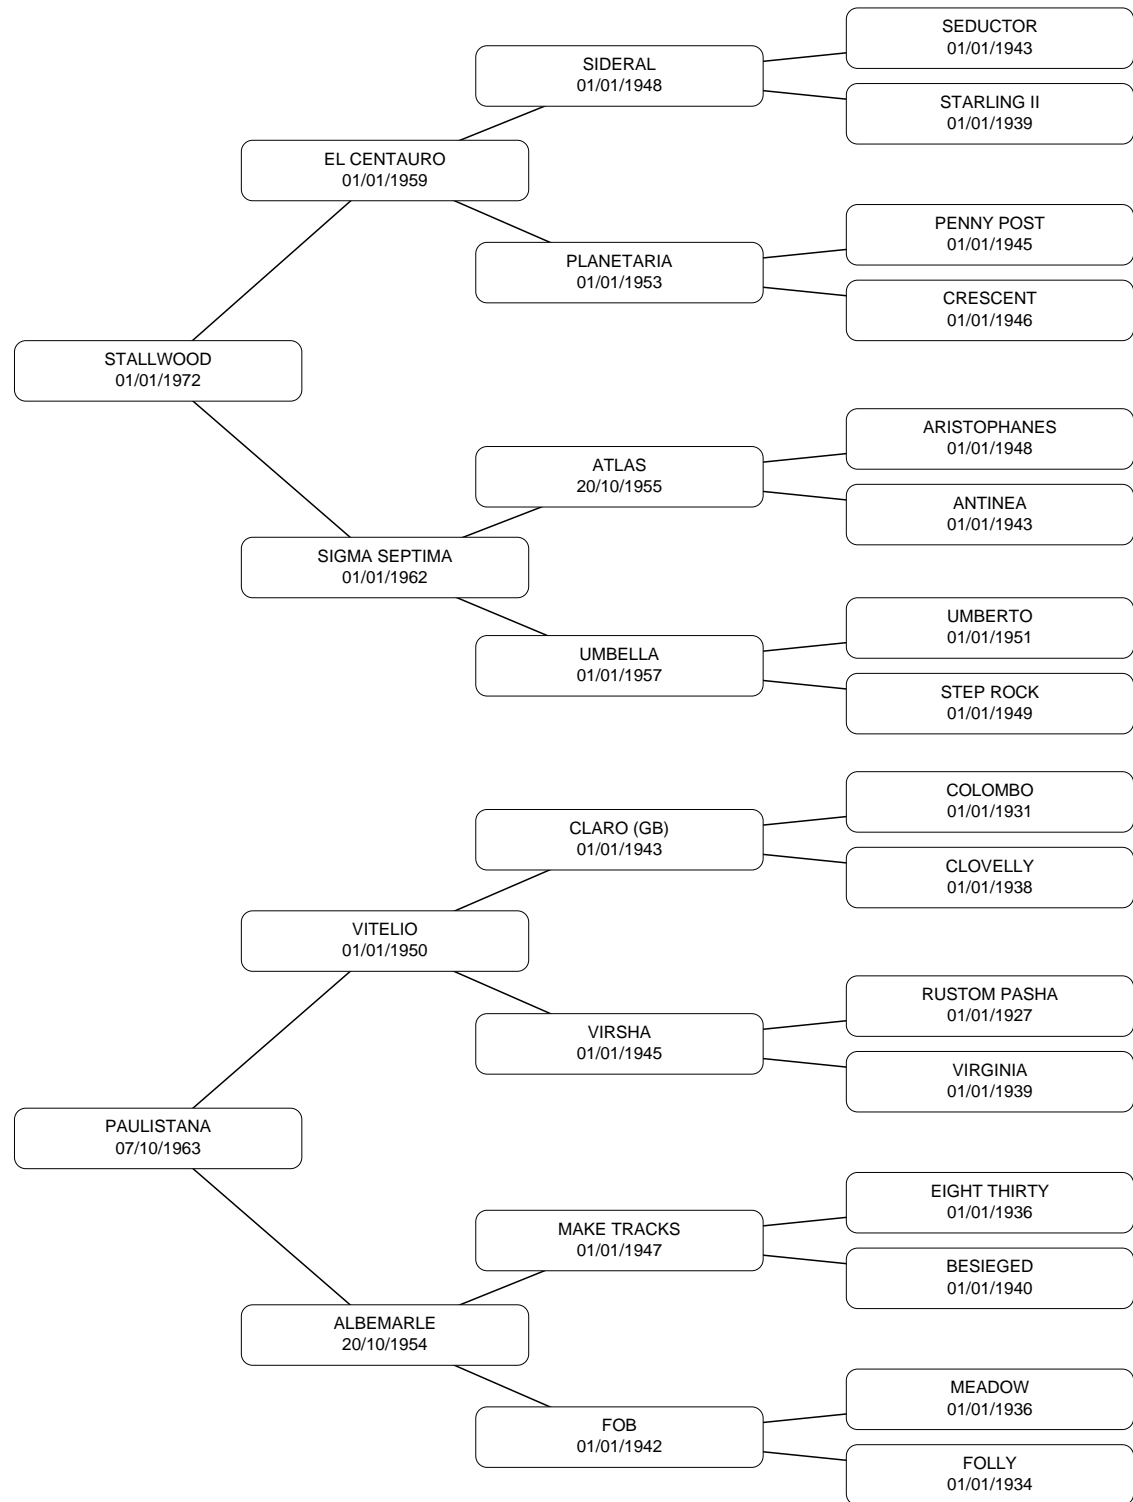 SEDUCTOR
01/01/1943
SIDERAL
01/01/1948
STARLING II
01/01/1939
EL CENTAURO
01/01/1959
PENNY POST
01/01/1945
PLANETARIA
01/01/1953
CRESCENT
01/01/1946
STALLWOOD
01/01/1972
ARISTOPHANES
01/01/1948
ATLAS
20/10/1955
ANTINEA
01/01/1943
SIGMA SEPTIMA
01/01/1962
UMBERTO
01/01/1951
UMBELLA
01/01/1957
STEP ROCK
01/01/1949
COLOMBO
01/01/1931
CLARO (GB)
01/01/1943
CLOVELLY
01/01/1938
VITELIO
01/01/1950
RUSTOM PASHA
01/01/1927
VIRSHA
01/01/1945
VIRGINIA
01/01/1939
PAULISTANA
07/10/1963
EIGHT THIRTY
01/01/1936
MAKE TRACKS
01/01/1947
BESIEGED
01/01/1940
ALBEMARLE
20/10/1954
MEADOW
01/01/1936
FOB
01/01/1942
FOLLY
01/01/1934